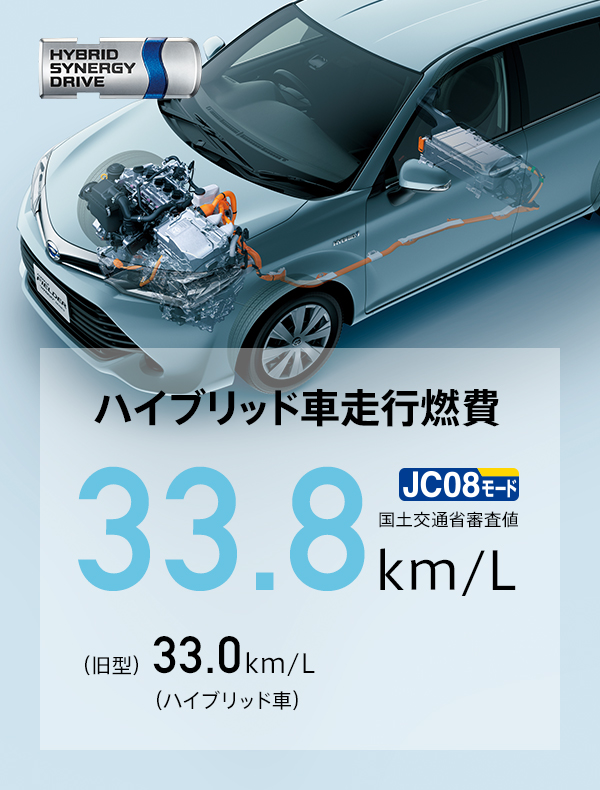 HYBRID
SYNERGY
DRIVE
HYBRID
FIELDER
ハイブリッド車走行燃費
33.8 km/L
JC08モード
国土交通省審査値
(旧型) 33.0km/L
(ハイブリッド車)